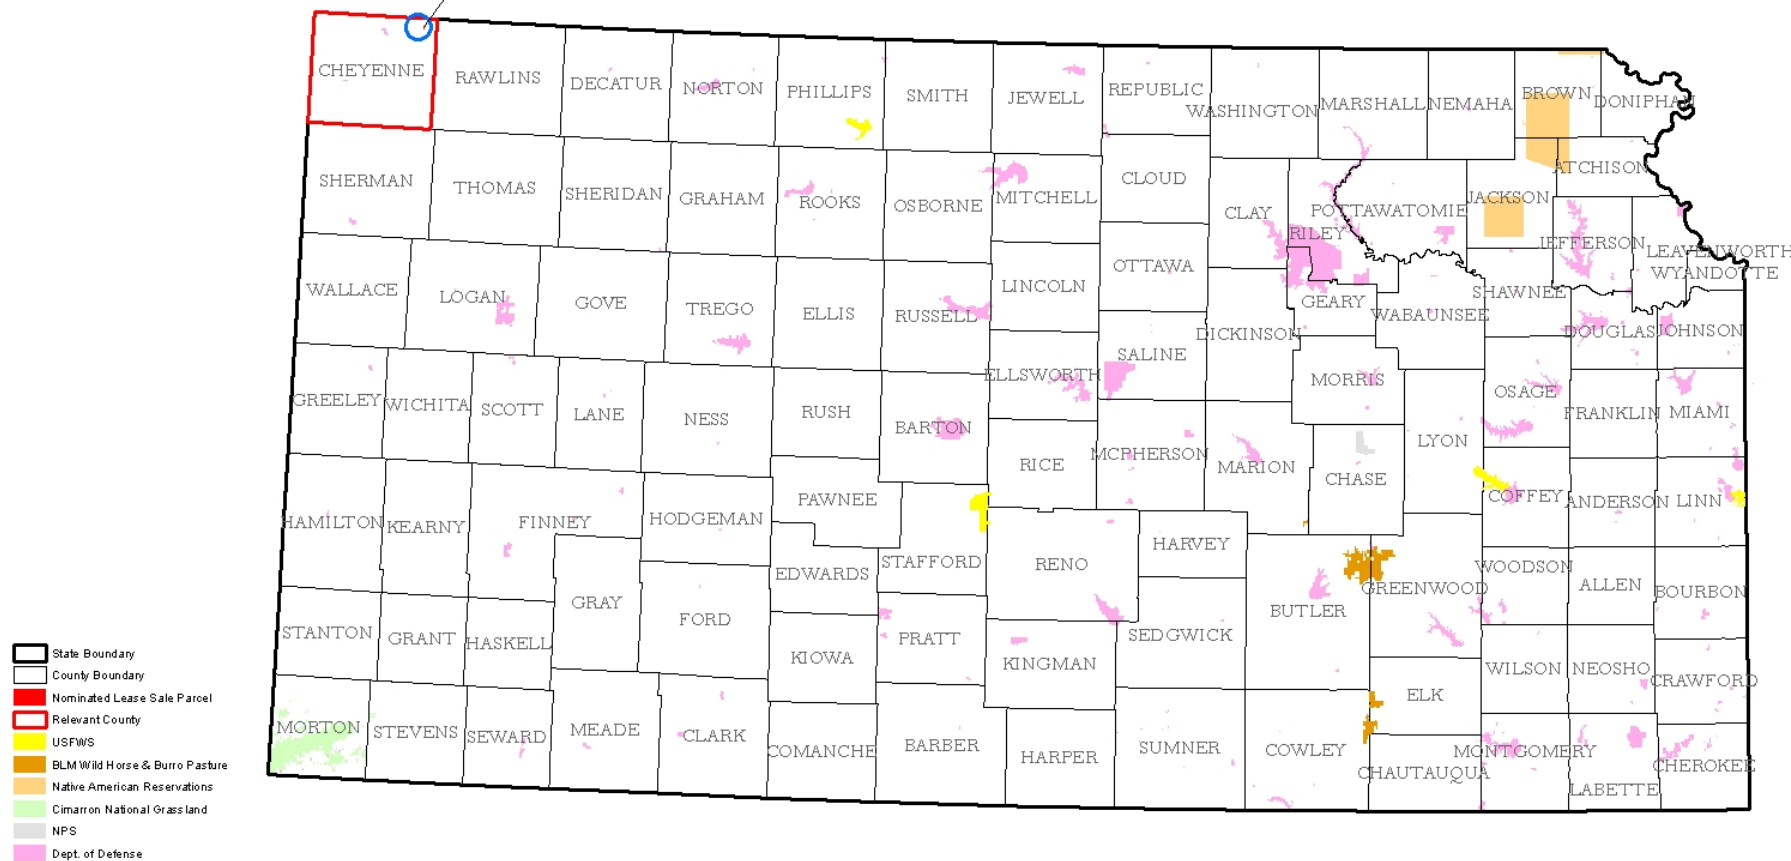 CHEYENNE
RAWLINS
DECATUR
NORTON
PHILLIPS
SMITH
JEWELL
REPUBLIC
WASHINGTON
MARSHALL
NEMAHA
BROWN
DONIPHAN
SHERMAN
THOMAS
SHERIDAN
GRAHAM
ROOKS
OSBORNE
MITCHELL
CLOUD
CLAY
RILEY
POTTAWATOMIE
JACKSON
ATCHISON
JEFFERSON
LEAVENWORTH
WYANDOTTE
WALLACE
LOGAN
GOVE
TREGO
ELLIS
RUSSELL
LINCOLN
OTTAWA
DICKINSON
GEARY
WABAUNSEE
SHAWNEE
DOUGLAS
JOHNSON
GREELEY
WICHITA
SCOTT
LANE
NESS
RUSH
BARTON
ELLSWORTH
SALINE
MORRIS
OSAGE
FRANKLIN
MIAMI
RICE
MCPHERSON
MARION
CHASE
LYON
COFFEY
ANDERSON
LINN
HAMILTON
KEARNY
FINNEY
HODGEMAN
PAWNEE
EDWARDS
STAFFORD
RENO
HARVEY
BUTLER
GREENWOOD
WOODSON
ALLEN
BOURBON
STANTON
GRANT
HASKELL
GRAY
FORD
KIOWA
PRATT
KINGMAN
SEDGWICK
ELK
WILSON
NEOSHO
CRAWFORD
MORTON
STEVENS
SEWARD
MEADE
CLARK
COMANCHE
BARBER
HARPER
SUMNER
COWLEY
CHAUTAUQUA
MONTGOMERY
LABETTE
CHEROKEE
State Boundary
County Boundary
Nominated Lease Sale Parcel
Relevant County
USFWS
BLM Wild Horse & Burro Pasture
Native American Reservations
Cimarron National Grassland
NPS
Dept. of Defense